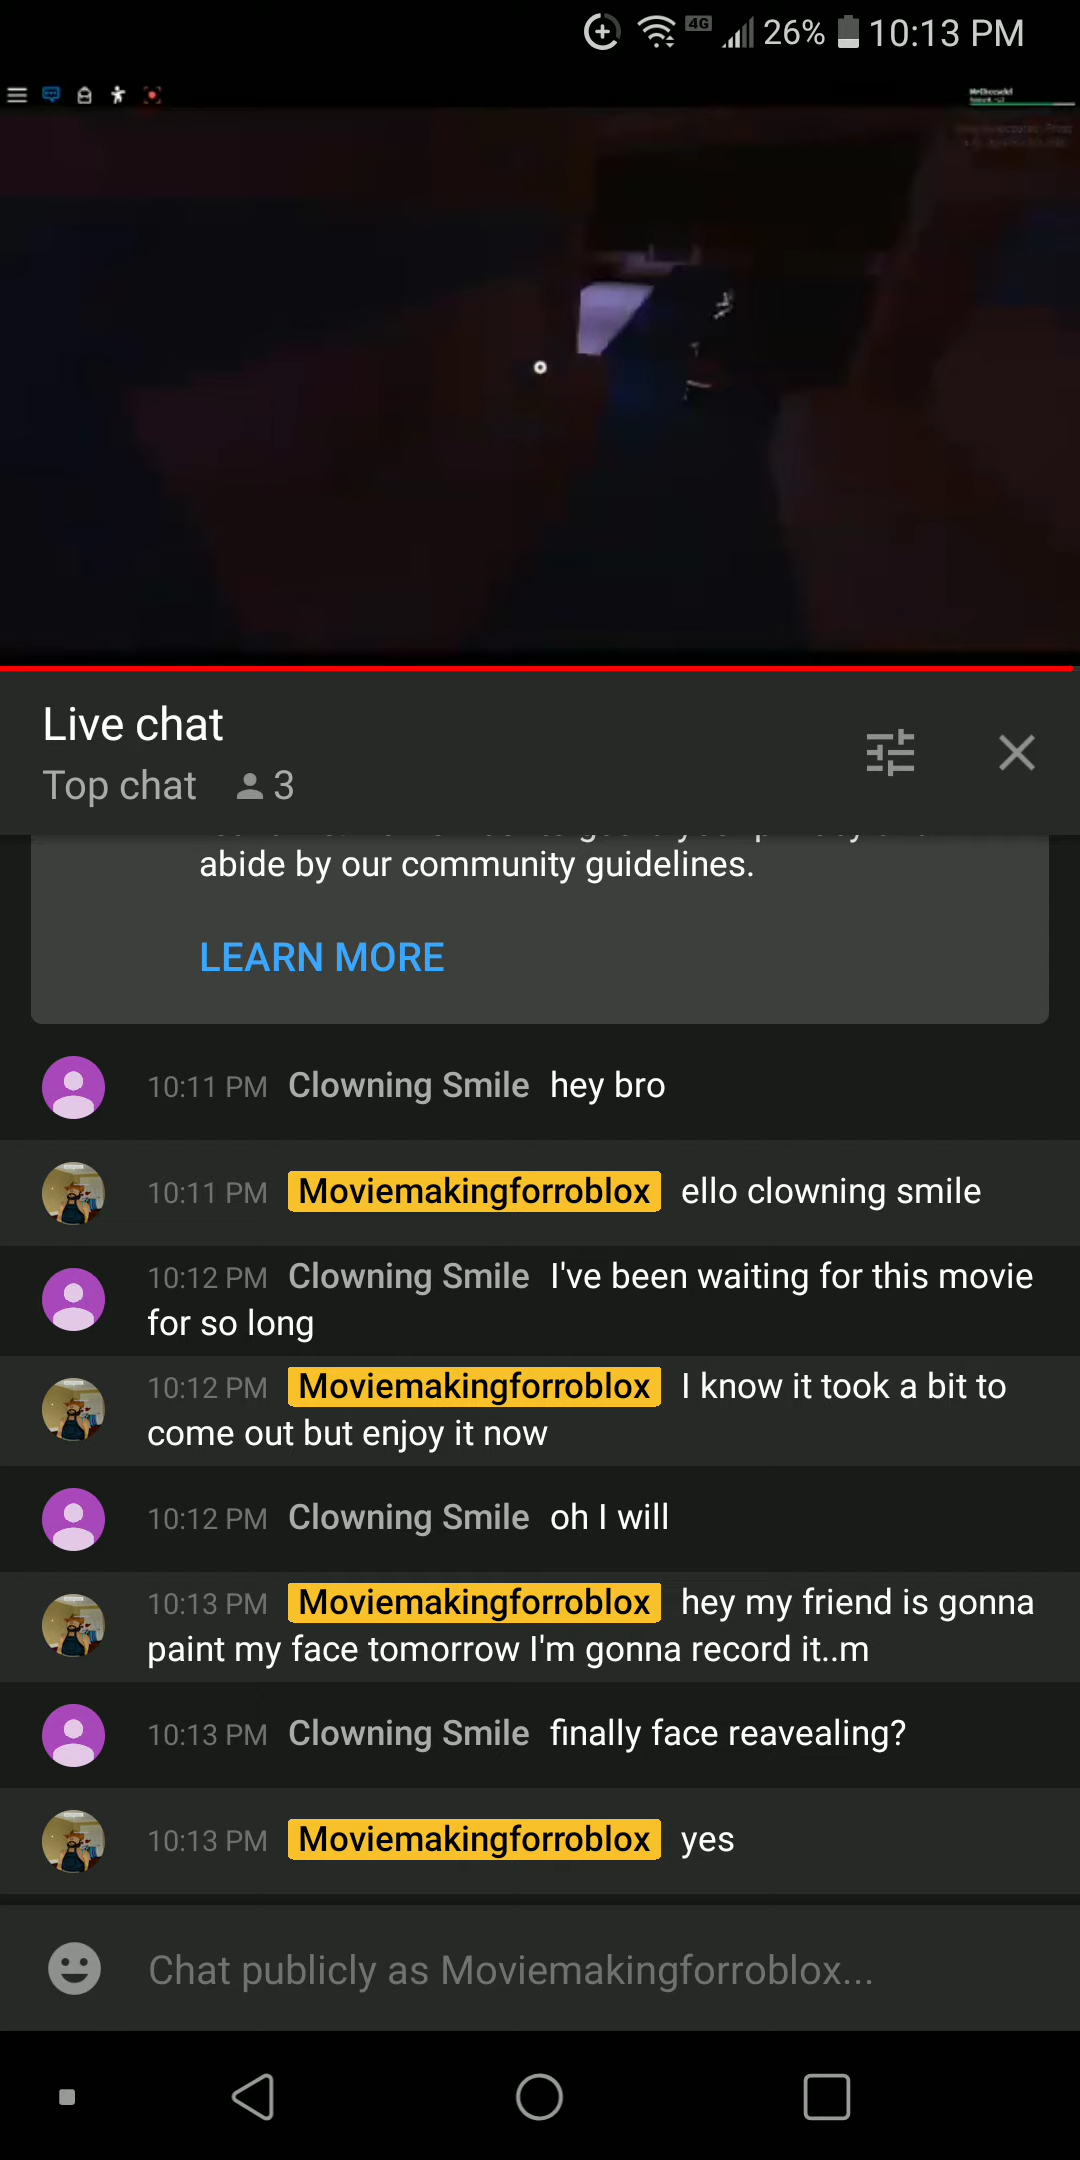 4G 26% 10:13 PM
Live chat
Top chat 3
abide by our community guidelines.
LEARN MORE
10:11 PM Clowning Smile hey bro
10:11 PM Moviemakingforroblox ello clowning smile
10:12 PM Clowning Smile I've been waiting for this movie
for so long
10:12 PM Moviemakingforroblox I know it took a bit to
come out but enjoy it now
10:12 PM Clowning Smile oh I will
10:13 PM Moviemakingforroblox hey my friend is gonna
paint my face tomorrow I'm gonna record it..m
10:13 PM Clowning Smile finally face reavealing?
10:13 PM Moviemakingforroblox yes
Chat publicly as Moviemakingforroblox...